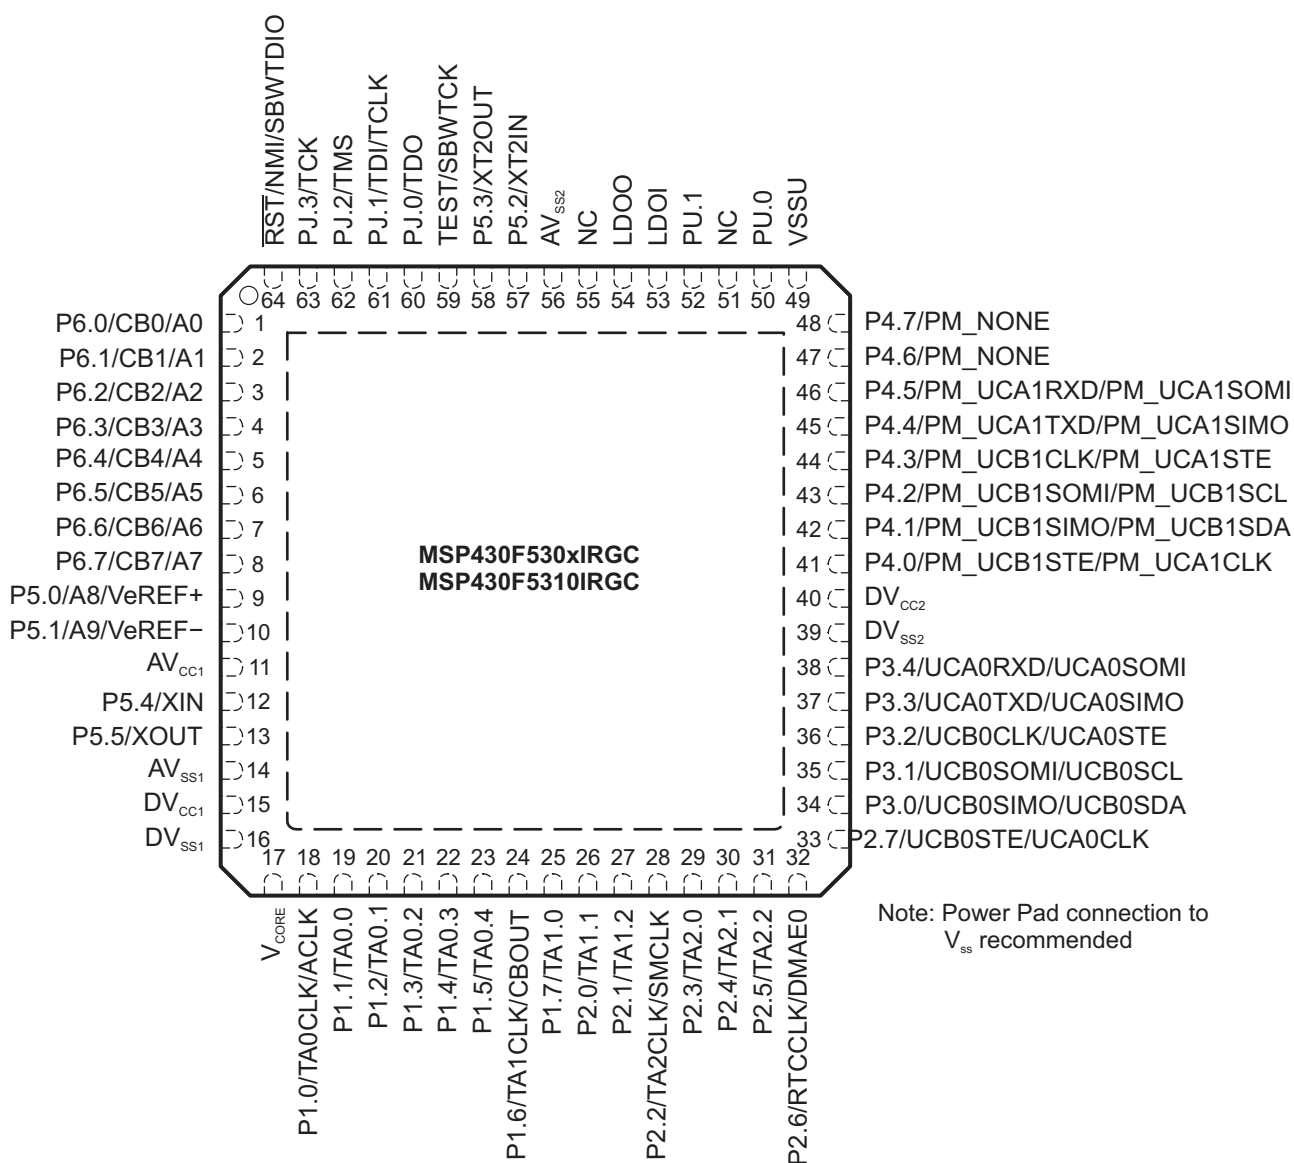 RST/NMI/SBWTDIO
PJ.3/TCK
PJ.2/TMS
PJ.1/TDI/TCLK
PJ.0/TDO
TEST/SBWTCK
P5.3/XT2OUT
P5.2/XT2IN
AVSS2
NC
LDOO
LDOI
PU.1
NC
PU.0
VSSU
64 63 62 61 60 59 58 57 56 55 54 53 52 51 50 49
P6.0/CB0/A0 1
P6.1/CB1/A1 2
P6.2/CB2/A2 3
P6.3/CB3/A3 4
P6.4/CB4/A4 5
P6.5/CB5/A5 6
P6.6/CB6/A6 7
P6.7/CB7/A7 8
P5.0/A8/VeREF+ 9
P5.1/A9/VeREF− 10
AVCC1 11
P5.4/XIN 12
P5.5/XOUT 13
AVSS1 14
DVCC1 15
DVSS1 16
MSP430F530xIRGC
MSP430F5310IRGC
48 P4.7/PM_NONE
47 P4.6/PM_NONE
46 P4.5/PM_UCA1RXD/PM_UCA1SOMI
45 P4.4/PM_UCA1TXD/PM_UCA1SIMO
44 P4.3/PM_UCB1CLK/PM_UCA1STE
43 P4.2/PM_UCB1SOMI/PM_UCB1SCL
42 P4.1/PM_UCB1SIMO/PM_UCB1SDA
41 P4.0/PM_UCB1STE/PM_UCA1CLK
40 DVCC2
39 DVSS2
38 P3.4/UCA0RXD/UCA0SOMI
37 P3.3/UCA0TXD/UCA0SIMO
36 P3.2/UCB0CLK/UCA0STE
35 P3.1/UCB0SOMI/UCB0SCL
34 P3.0/UCB0SIMO/UCB0SDA
33 P2.7/UCB0STE/UCA0CLK
17 18 19 20 21 22 23 24 25 26 27 28 29 30 31 32
VCORE
P1.0/TA0CLK/ACLK
P1.1/TA0.0
P1.2/TA0.1
P1.3/TA0.2
P1.4/TA0.3
P1.5/TA0.4
P1.6/TA1CLK/CBOUT
P1.7/TA1.0
P2.0/TA1.1
P2.1/TA1.2
P2.2/TA2CLK/SMCLK
P2.3/TA2.0
P2.4/TA2.1
P2.5/TA2.2
P2.6/RTCCLK/DMAE0
Note: Power Pad connection to
Vss recommended